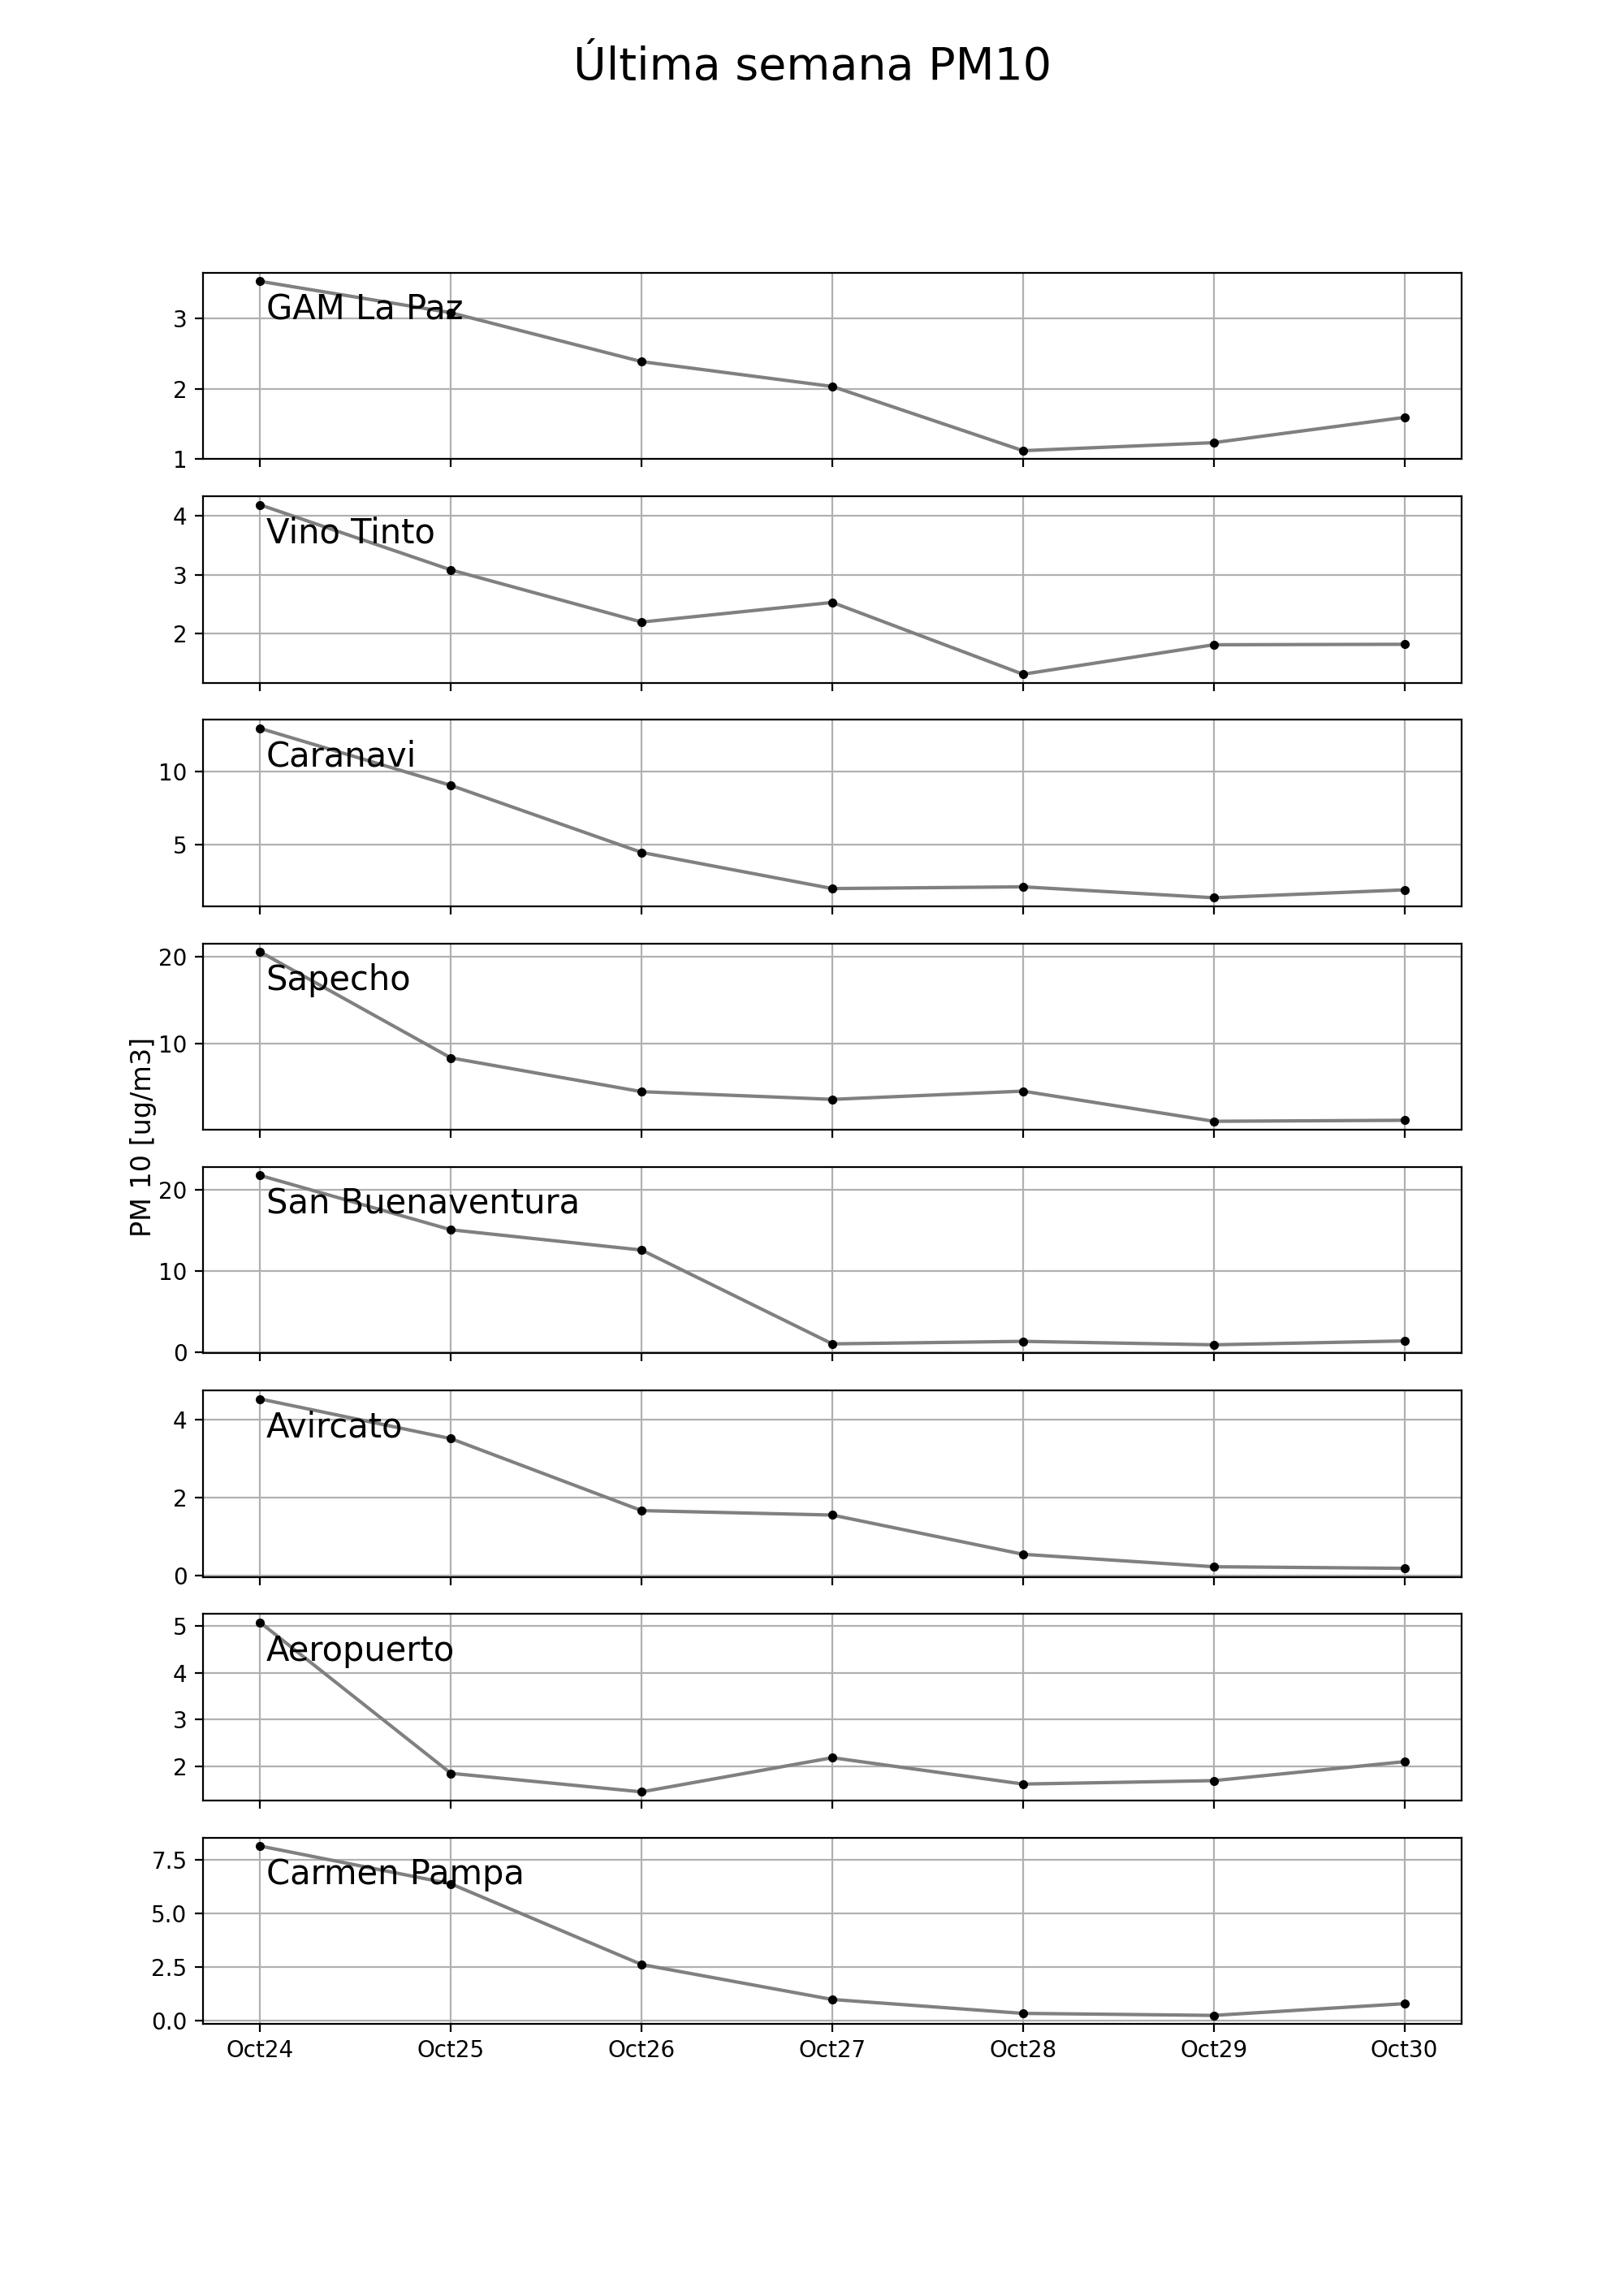 Última semana PM10
GAM La Paz
3
2
1
Vino Tinto
4
3
2
Caranavi
10
5
Sapecho
20
10
PM 10 [ug/m3]
San Buenaventura
20
10
0
Avircato
4
2
0
Aeropuerto
5
4
3
2
Carmen Pampa
7.5
5.0
2.5
0.0
Oct24 Oct25 Oct26 Oct27 Oct28 Oct29 Oct30